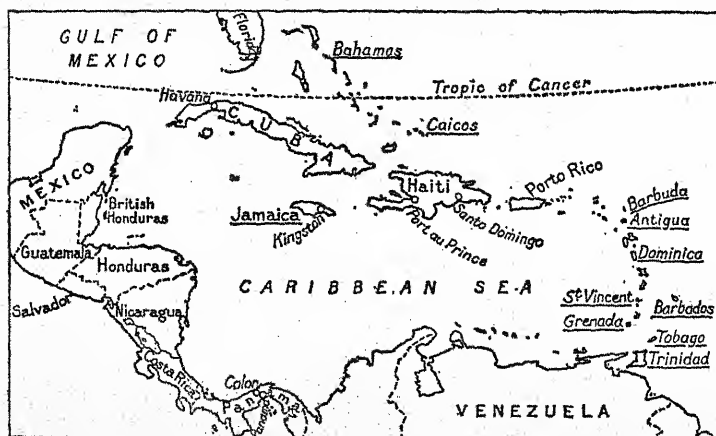 GULF OF
MEXICO
Florida
Bahamas
Tropic of Cancer
Havana
CUBA
Caicos
MEXICO
British
Honduras
Jamaica
Kingston
Haiti
Port au Prince
Santo Domingo
Porto Rico
Barbuda
Antigua
Guatemala
Honduras
Dominica
Salvador
Nicaragua
CARIBBEAN SEA
St Vincent
Barbados
Grenada
Tobago
Trinidad
Costa Rica
Colon
Panama
VENEZUELA